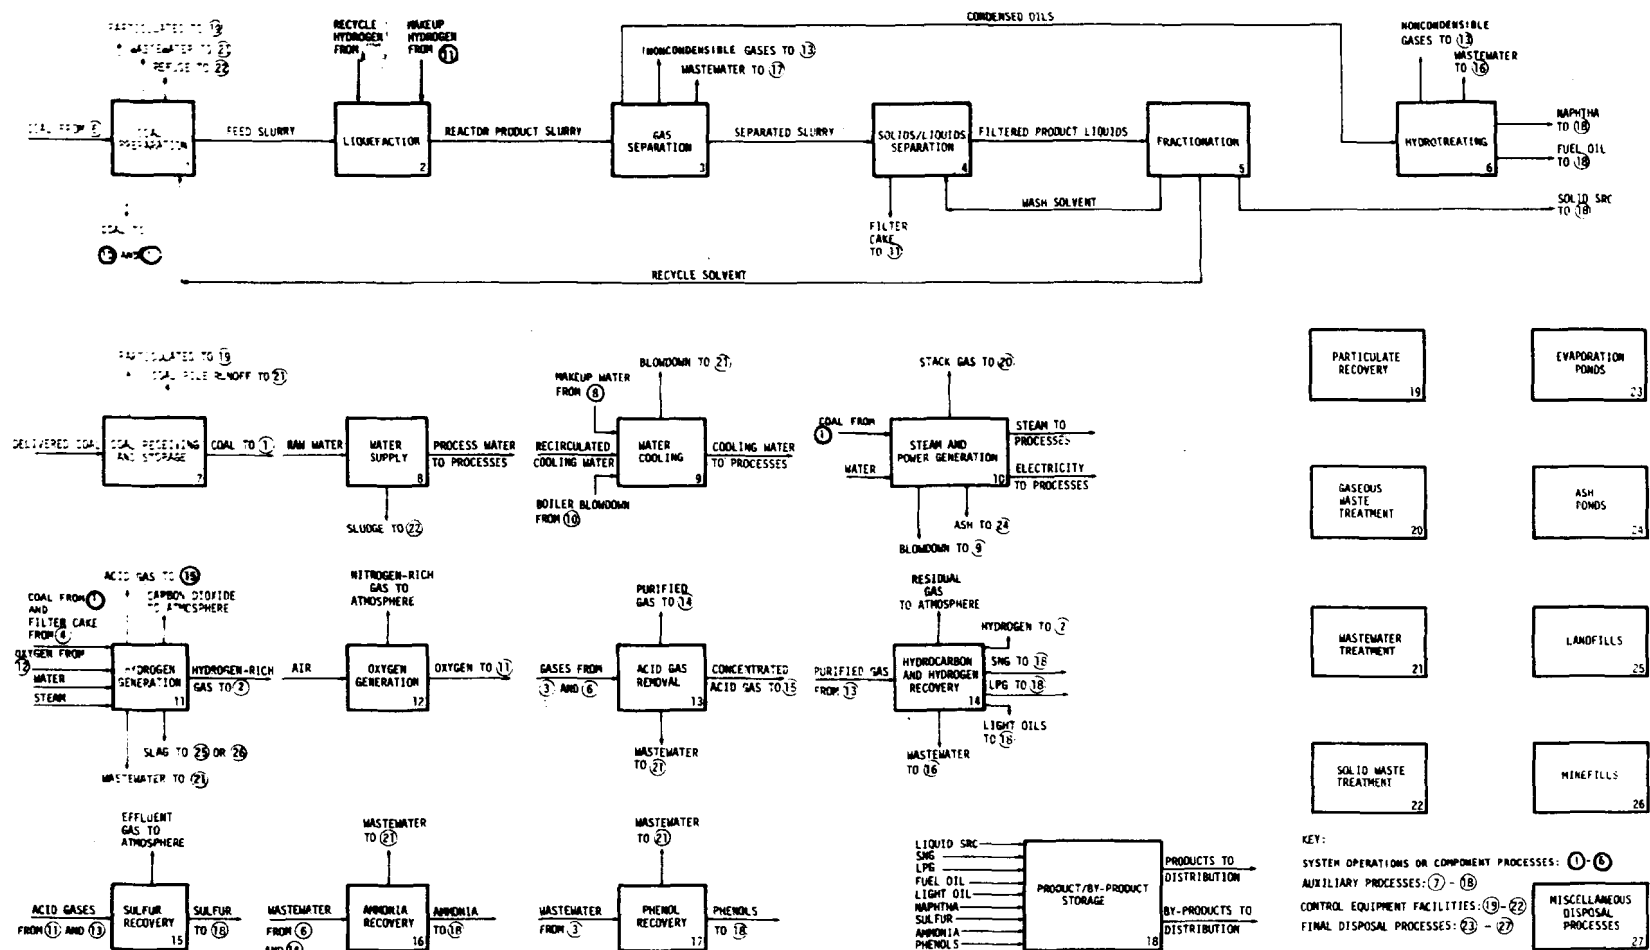 PARTICULATED TO 19
WASTEWATER TO 21
REFUSE TO 22
COAL FROM
COAL
PREPARATION
1
COAL TO
AND
FEED SLURRY
RECYCLE
HYDROGEN
FROM
MAKEUP
HYDROGEN
FROM 11
LIQUEFACTION
2
REACTOR PRODUCT SLURRY
NONCONDENSIBLE GASES TO 13
WASTEWATER TO 17
GAS
SEPARATION
3
SEPARATED SLURRY
CONDENSED OILS
SOLIDS/LIQUIDS
SEPARATION
4
FILTERED PRODUCT LIQUIDS
FILTER
CAKE
TO 11
WASH SOLVENT
FRACTIONATION
5
RECYCLE SOLVENT
NONCONDENSIBLE
GASES TO 13
WASTEWATER
TO 16
HYDROTREATING
6
NAPHTHA
TO 18
FUEL OIL
TO 18
SOLID SRC
TO 18
PARTICULATED TO 19
COAL PILE RUNOFF TO 21
DELIVERED COAL
COAL RECEIVING
AND STORAGE
7
COAL TO 1
RAW WATER
WATER
SUPPLY
8
PROCESS WATER
TO PROCESSES
SLUDGE TO 22
BLOWDOWN TO 21
MAKEUP WATER
FROM 8
RECIRCULATED
COOLING WATER
BOILER BLOWDOWN
FROM 10
WATER
COOLING
9
COOLING WATER
TO PROCESSES
STACK GAS TO 20
COAL FROM
1
WATER
STEAM AND
POWER GENERATION
10
STEAM TO
PROCESSES
ELECTRICITY
TO PROCESSES
ASH TO 24
BLOWDOWN TO 9
PARTICULATE
RECOVERY
19
EVAPORATION
PONDS
23
GASEOUS
WASTE
TREATMENT
20
ASH
PONDS
24
ACID GAS TO 15
CARBON DIOXIDE
TO ATMOSPHERE
COAL FROM 1
AND
FILTER CAKE
FROM 4
OXYGEN FROM
12
WATER
STEAM
HYDROGEN
GENERATION
11
HYDROGEN-RICH
GAS TO 2
SLAG TO 25 OR 26
WASTEWATER TO 21
NITROGEN-RICH
GAS TO
ATMOSPHERE
AIR
OXYGEN
GENERATION
12
OXYGEN TO 11
PURIFIED
GAS TO 14
GASES FROM
3 AND 6
ACID GAS
REMOVAL
13
CONCENTRATED
ACID GAS TO 15
WASTEWATER
TO 21
RESIDUAL
GAS
TO ATMOSPHERE
PURIFIED GAS
FROM 13
HYDROCARBON
AND HYDROGEN
RECOVERY
14
HYDROGEN TO 2
SNG TO 18
LPG TO 18
LIGHT OILS
TO 18
WASTEWATER
TO 16
WASTEWATER
TREATMENT
21
LANDFILLS
25
SOLID WASTE
TREATMENT
22
MINEFILLS
26
EFFLUENT
GAS TO
ATMOSPHERE
ACID GASES
FROM 11 AND 13
SULFUR
RECOVERY
15
SULFUR
TO 18
WASTEWATER
TO 21
WASTEWATER
FROM 6
AND 14
AMMONIA
RECOVERY
16
AMMONIA
TO 18
WASTEWATER
TO 21
WASTEWATER
FROM 3
PHENOL
RECOVERY
17
PHENOLS
TO 18
LIQUID SRC
SNG
LPG
FUEL OIL
LIGHT OIL
NAPHTHA
SULFUR
AMMONIA
PHENOLS
PRODUCT/BY-PRODUCT
STORAGE
18
PRODUCTS TO
DISTRIBUTION
BY-PRODUCTS TO
DISTRIBUTION
KEY:
SYSTEM OPERATIONS OR COMPONENT PROCESSES: 1-6
AUXILIARY PROCESSES: 7 - 18
CONTROL EQUIPMENT FACILITIES: 19-22
FINAL DISPOSAL PROCESSES: 23 - 27
MISCELLANEOUS
DISPOSAL
PROCESSES
27